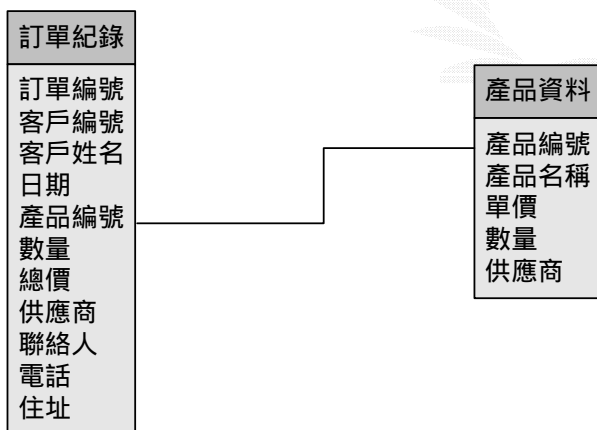 訂單紀錄
訂單編號
客戶編號
客戶姓名
日期
產品編號
數量
總價
供應商
聯絡人
電話
住址
產品資料
產品編號
產品名稱
單價
數量
供應商